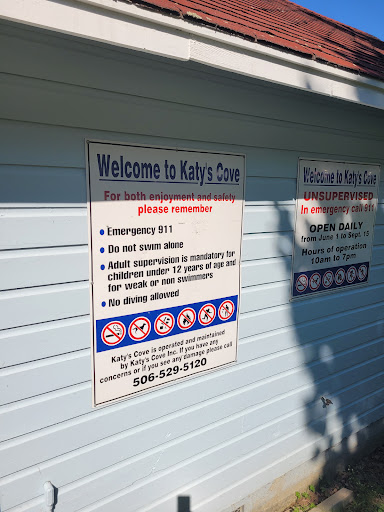 Welcome to Katy's Cove
For both enjoyment and safety
please remember
• Emergency 911
• Do not swim alone
• Adult supervision is mandatory for
children under 12 years of age and
for weak or non swimmers
• No diving allowed
Katy's Cove is operated and maintained
by Katy's Cove Inc. If you have any
concerns or if you see any damage please call
506-529-5120
Welcome to Katy's Cove
UNSUPERVISED
In emergency call 911
OPEN DAILY
from June 1 to Sept. 15
Hours of operation
10am to 7pm